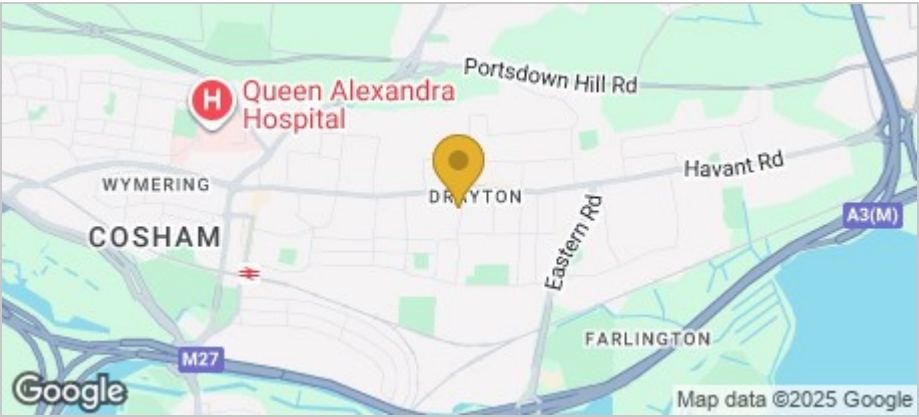 Portsdown Hill Rd
H
Queen Alexandra
Hospital
Havant Rd
WYMERING
DRAYTON
COSHAM
Eastern Rd
A3(M)
FARLINGTON
M27
Google
Map data ©2025 Google